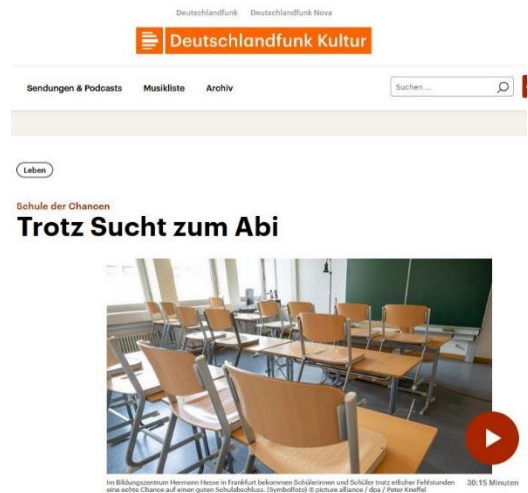 Deutschlandfunk Deutschlandfunk Nova
Deutschlandfunk Kultur
Sendungen & Podcasts Musikliste Archiv Suchen ...
Leben
Schule der Chancen
Trotz Sucht zum Abi
Im Bildungszentrum Hermann Hesse in Frankfurt bekommen Schülerinnen und Schüler trotz etlicher Fehlstunden 30:15 Minuten
eine echte Chance auf einen guten Schulabschluss. (Symbolfoto) © picture alliance / dpa / Peter Kneffel